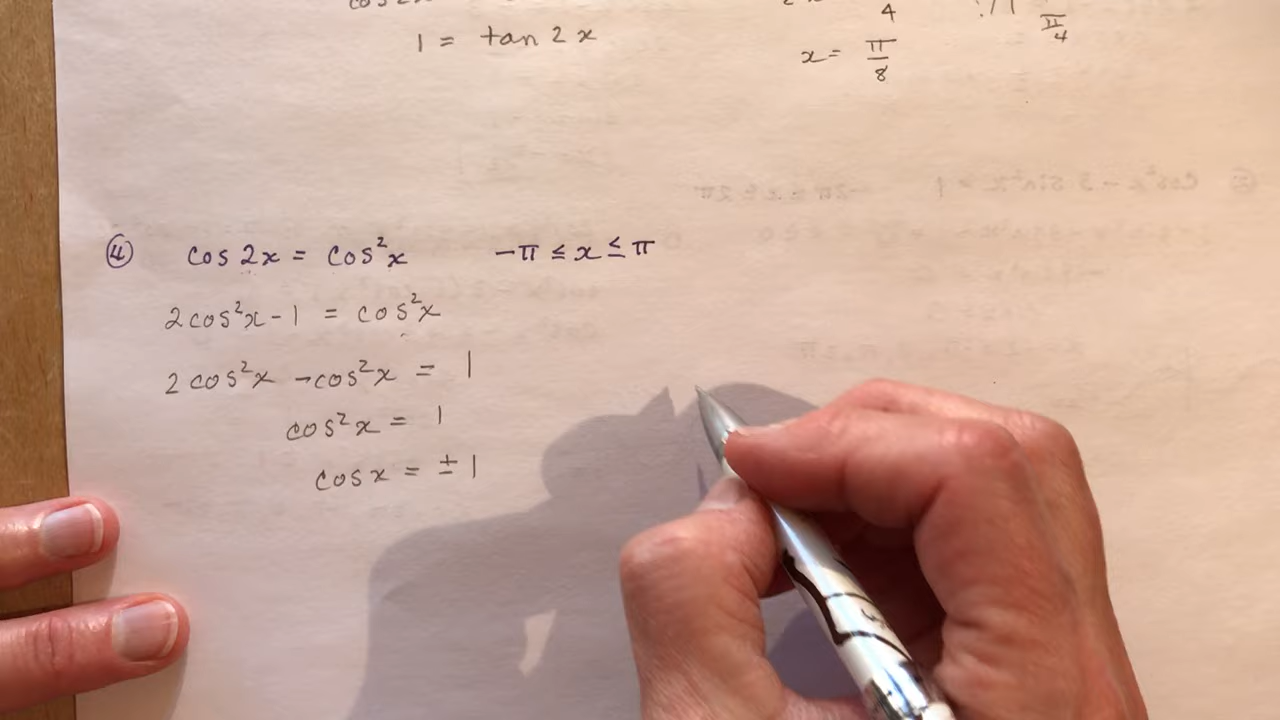 1 = tan 2x
4
π/4
x = π/8
④ cos 2x = cos²x -π ≤ x ≤ π
2cos²x - 1 = cos²x
2cos²x - cos²x = 1
cos²x = 1
cos x = ± 1